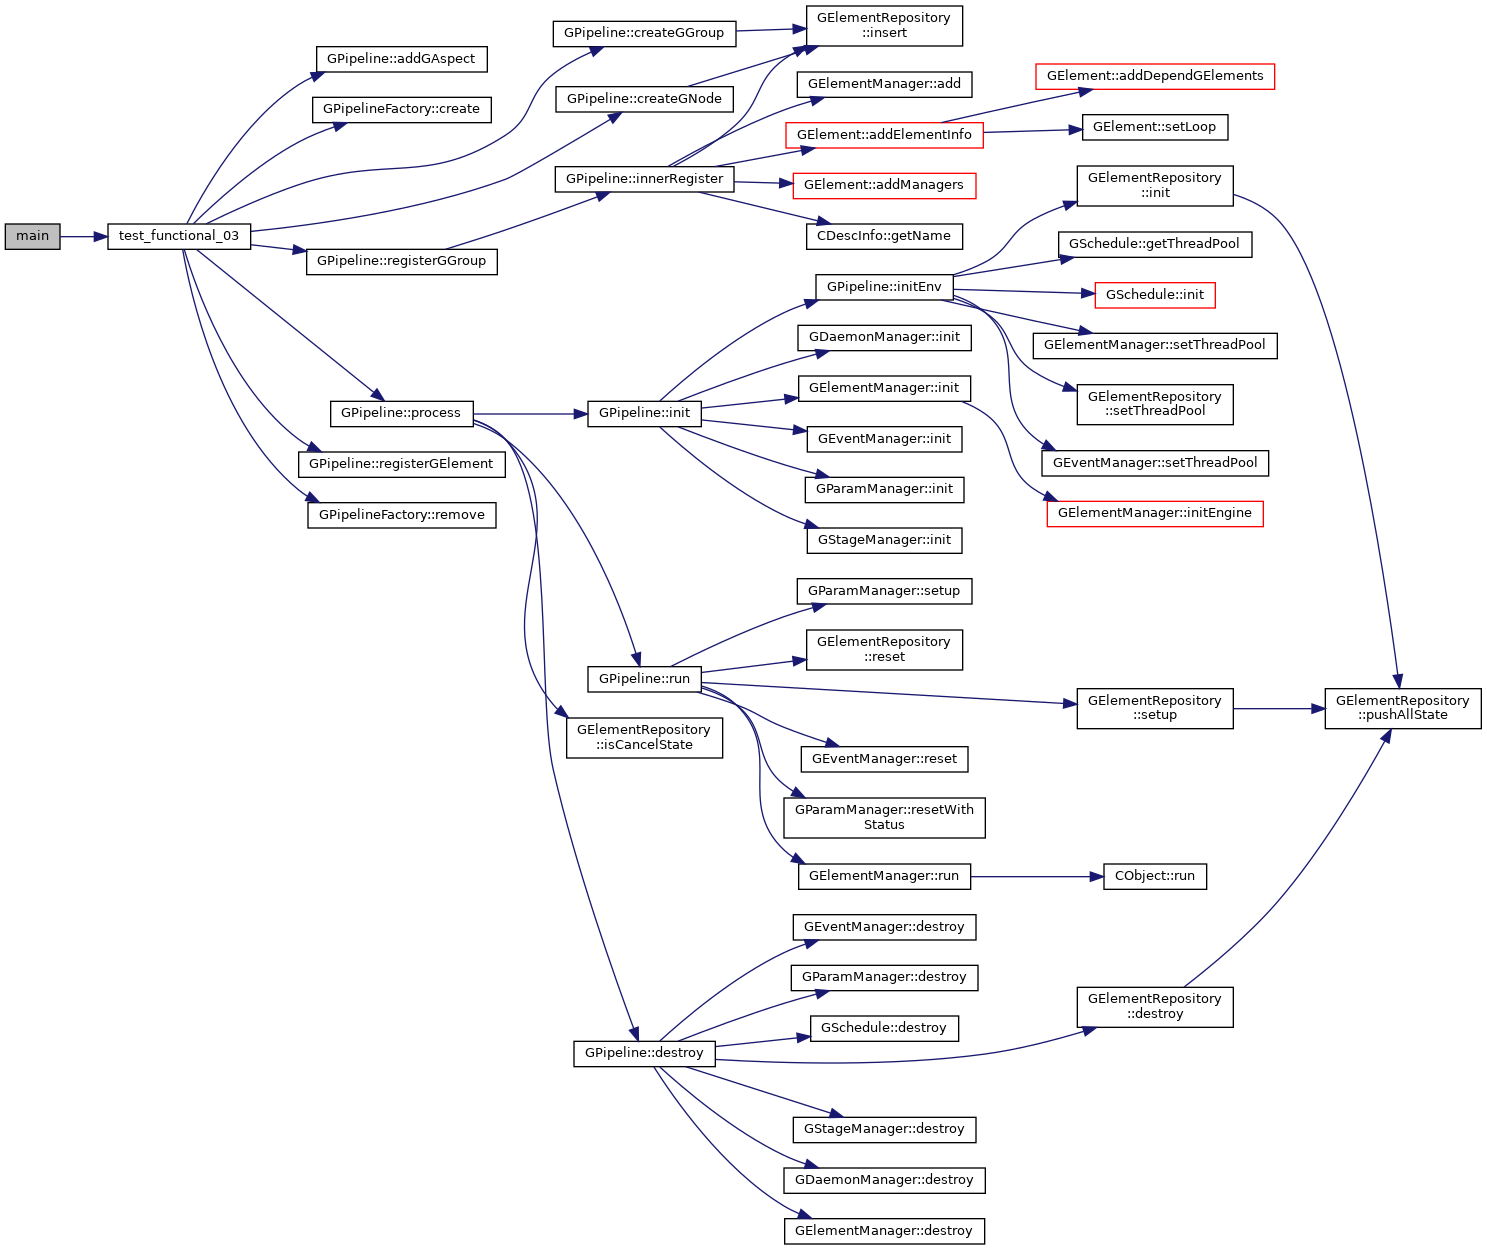 main
test_functional_03
GPipeline::addGAspect
GPipelineFactory::create
GPipeline::createGGroup
GElementRepository
::insert
GPipeline::createGNode
GPipeline::registerGGroup
GPipeline::innerRegister
GElementManager::add
GElement::addElementInfo
GElement::addDependGElements
GElement::setLoop
GElement::addManagers
CDescInfo::getName
GPipeline::process
GPipeline::registerGElement
GPipelineFactory::remove
GPipeline::init
GPipeline::initEnv
GElementRepository
::init
GSchedule::getThreadPool
GSchedule::init
GElementManager::setThreadPool
GElementRepository
::setThreadPool
GEventManager::setThreadPool
GDaemonManager::init
GElementManager::init
GElementManager::initEngine
GEventManager::init
GParamManager::init
GStageManager::init
GPipeline::run
GElementRepository
::isCancelState
GParamManager::setup
GElementRepository
::reset
GElementRepository
::setup
GElementRepository
::pushAllState
GEventManager::reset
GParamManager::resetWith
Status
GElementManager::run
CObject::run
GPipeline::destroy
GEventManager::destroy
GParamManager::destroy
GSchedule::destroy
GElementRepository
::destroy
GStageManager::destroy
GDaemonManager::destroy
GElementManager::destroy